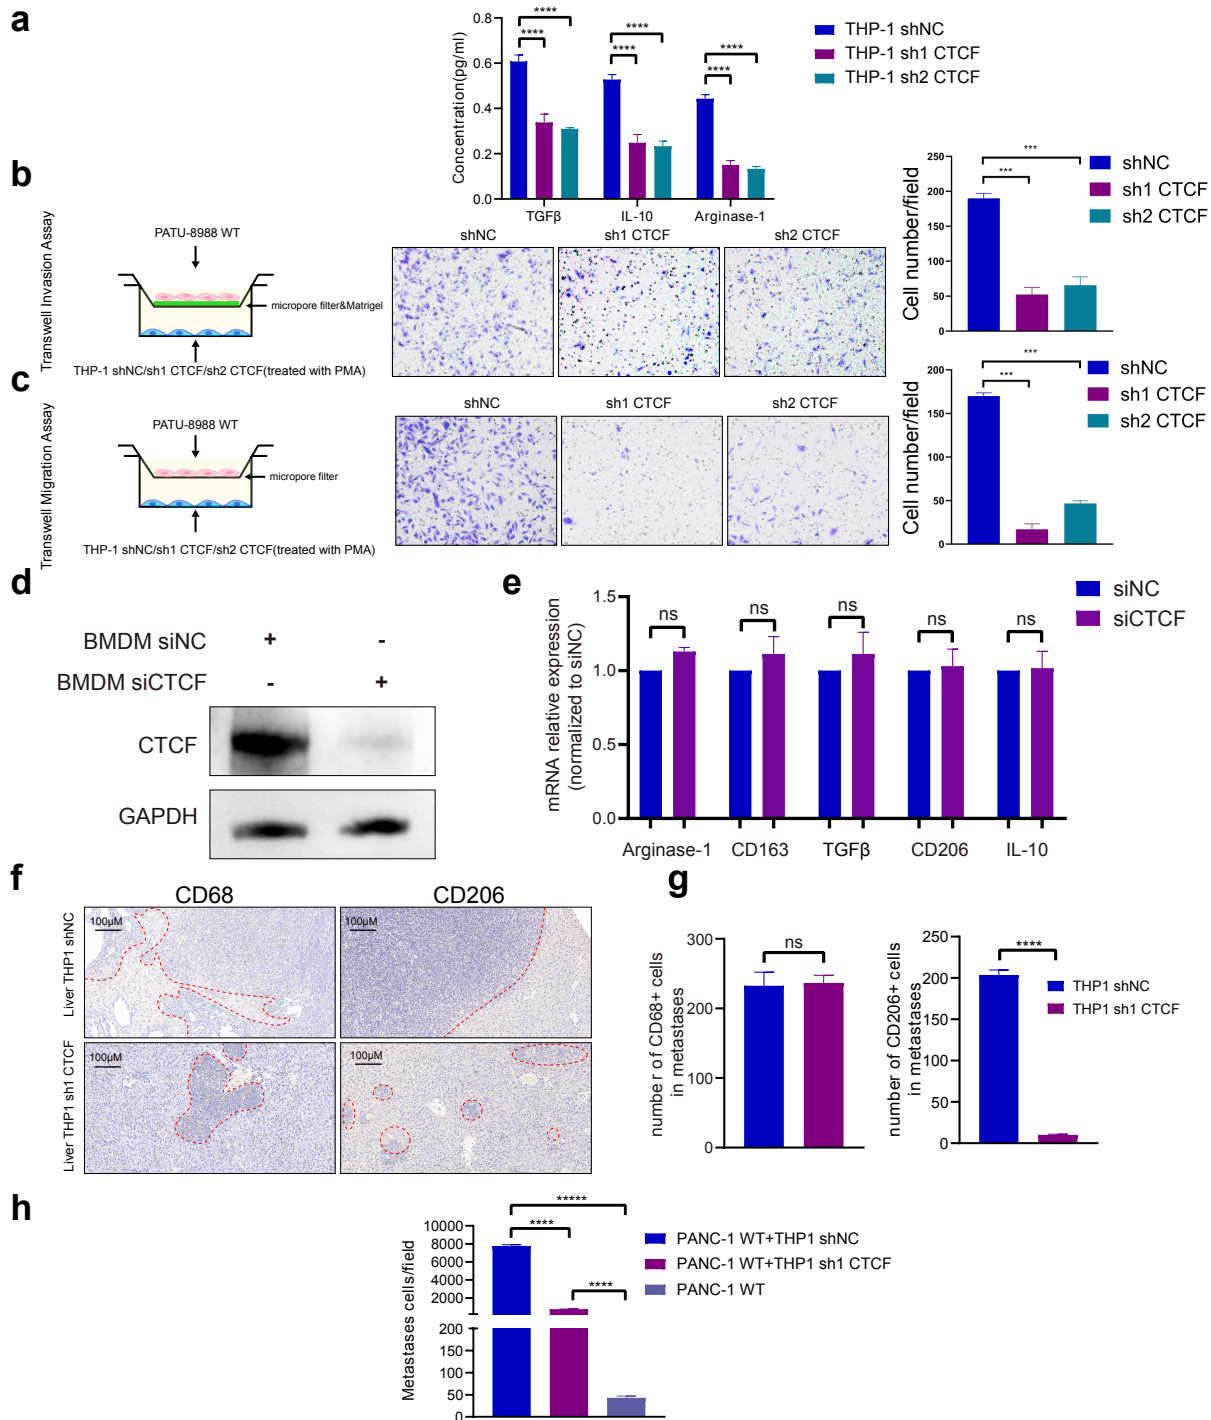 a
0.8
0.6
0.4
0.2
0.0
Concentration(pg/ml)
****
****
****
****
****
****
TGFβ IL-10 Arginase-1
THP-1 shNC
THP-1 sh1 CTCF
THP-1 sh2 CTCF
b
Transwell Invasion Assay
PATU-8988 WT
micropore filter&Matrigel
THP-1 shNC/sh1 CTCF/sh2 CTCF(treated with PMA)
shNC sh1 CTCF sh2 CTCF
Cell number/field
250
200
150
100
50
0
***
***
shNC
sh1 CTCF
sh2 CTCF
c
Transwell Migration Assay
PATU-8988 WT
micropore filter
THP-1 shNC/sh1 CTCF/sh2 CTCF(treated with PMA)
shNC sh1 CTCF sh2 CTCF
Cell number/field
200
150
100
50
0
***
***
shNC
sh1 CTCF
sh2 CTCF
d
BMDM siNC + -
BMDM siCTCF - +
CTCF
GAPDH
e
mRNA relative expression
(normalized to siNC)
1.5
1.0
0.5
0.0
ns ns ns ns ns
Arginase-1 CD163 TGFβ CD206 IL-10
siNC
siCTCF
f
CD68 CD206
Liver THP1 shNC
100μM 100μM
Liver THP1 sh1 CTCF
100μM 100μM
g
number of CD68+ cells
in metastases
300
200
100
0
ns
number of CD206+ cells
in metastases
250
200
150
100
50
0
****
THP1 shNC
THP1 sh1 CTCF
h
Metastases cells/field
10000
8000
6000
4000
2000
200
150
100
50
0
*****
****
****
PANC-1 WT+THP1 shNC
PANC-1 WT+THP1 sh1 CTCF
PANC-1 WT